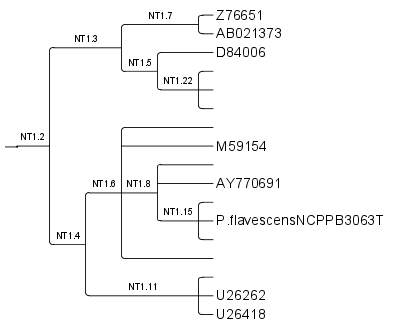 NT1.7
Z76651
AB021373
NT1.3
NT1.5
D84006
NT1.22
NT1.2
M59154
NT1.6
NT1.8
AY770691
NT1.15
P.flavescensNCPPB3063T
NT1.4
NT1.11
U26262
U26418